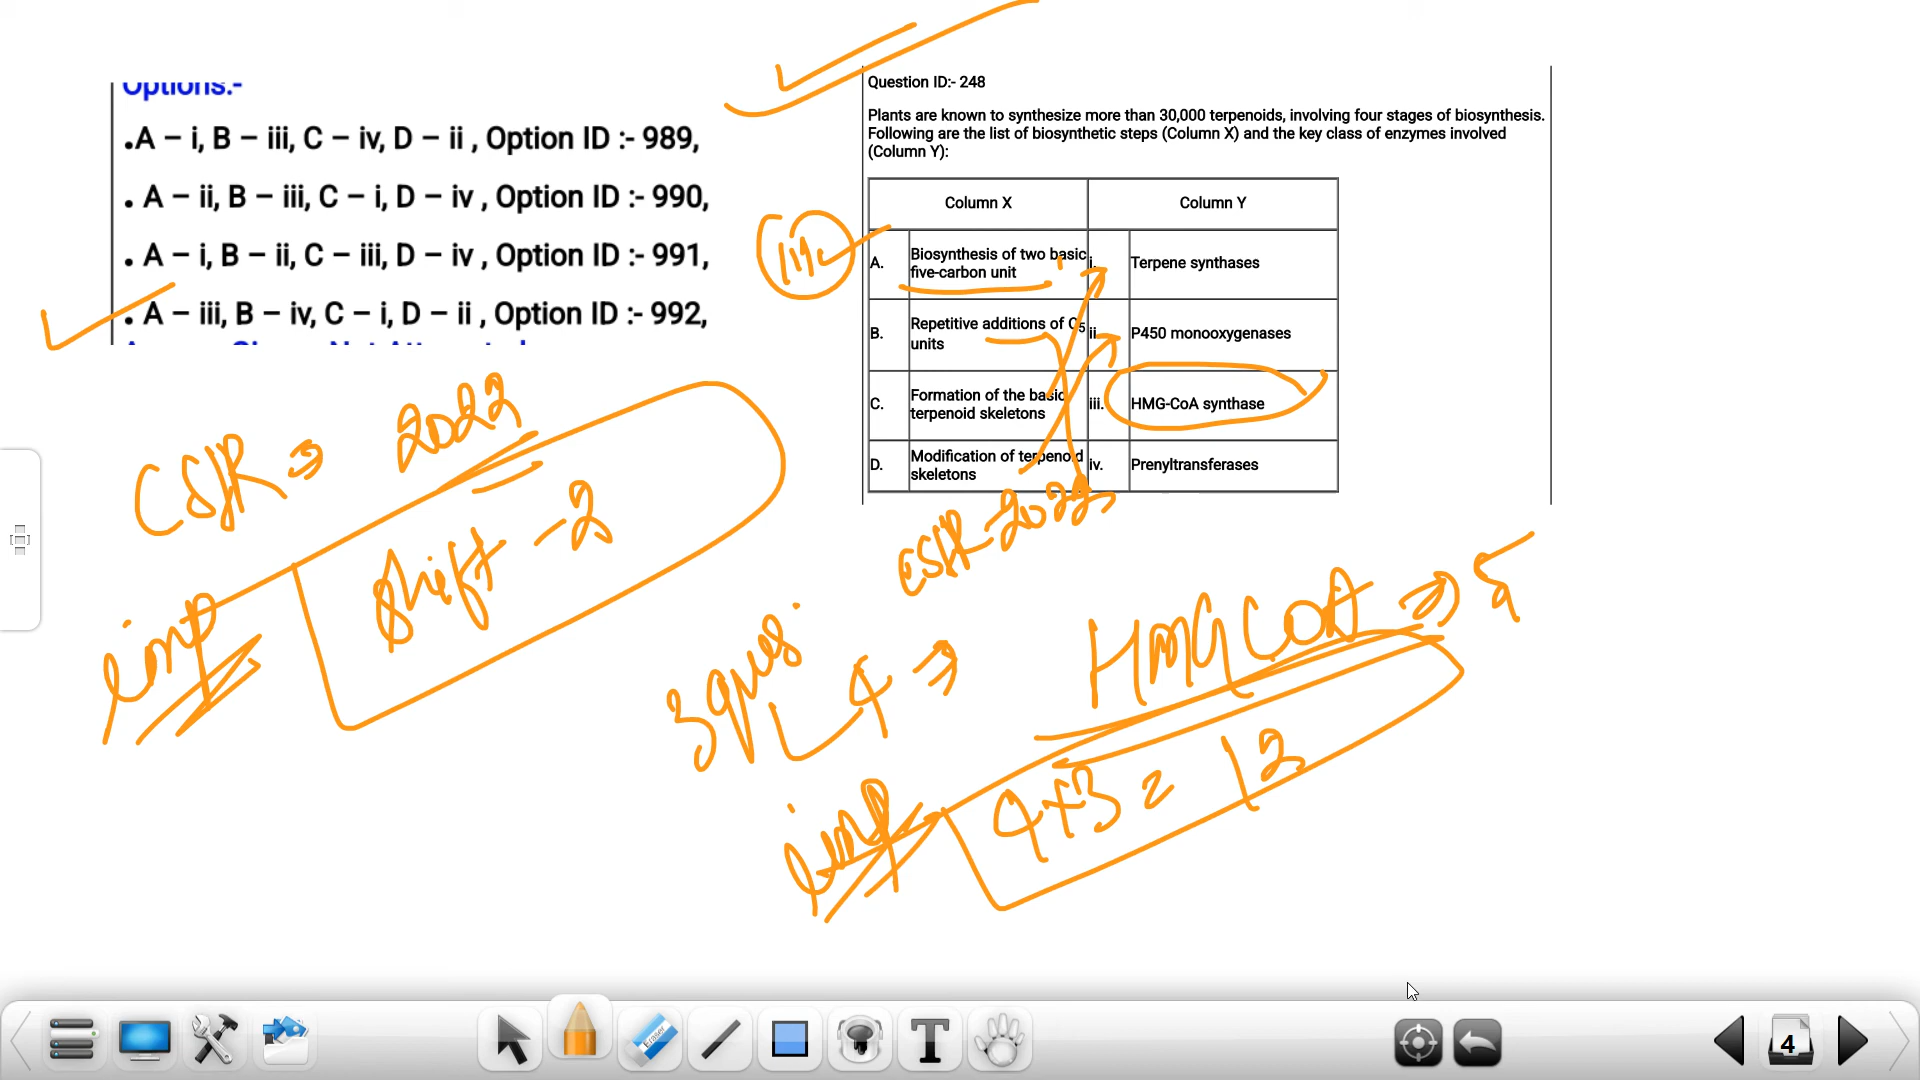 Options:-
.A – i, B – iii, C – iv, D – ii , Option ID :- 989,
. A – ii, B – iii, C – i, D – iv , Option ID :- 990,
. A – i, B – ii, C – iii, D – iv , Option ID :- 991,
. A – iii, B – iv, C – i, D – ii , Option ID :- 992,
CSIR ⇒ 2022
shift - 2
imp
Question ID:- 248
Plants are known to synthesize more than 30,000 terpenoids, involving four stages of biosynthesis.
Following are the list of biosynthetic steps (Column X) and the key class of enzymes involved
(Column Y):
Column X Column Y
A. Biosynthesis of two basic five-carbon unit i. Terpene synthases
B. Repetitive additions of C5 units ii. P450 monooxygenases
C. Formation of the basic terpenoid skeletons iii. HMG-CoA synthase
D. Modification of terpenoid skeletons iv. Prenyltransferases
CSIR-2022
3 ques.
4 ⇒
HMG COA ⇒ 5
imp
4×3 = 12
Eraser
T
4